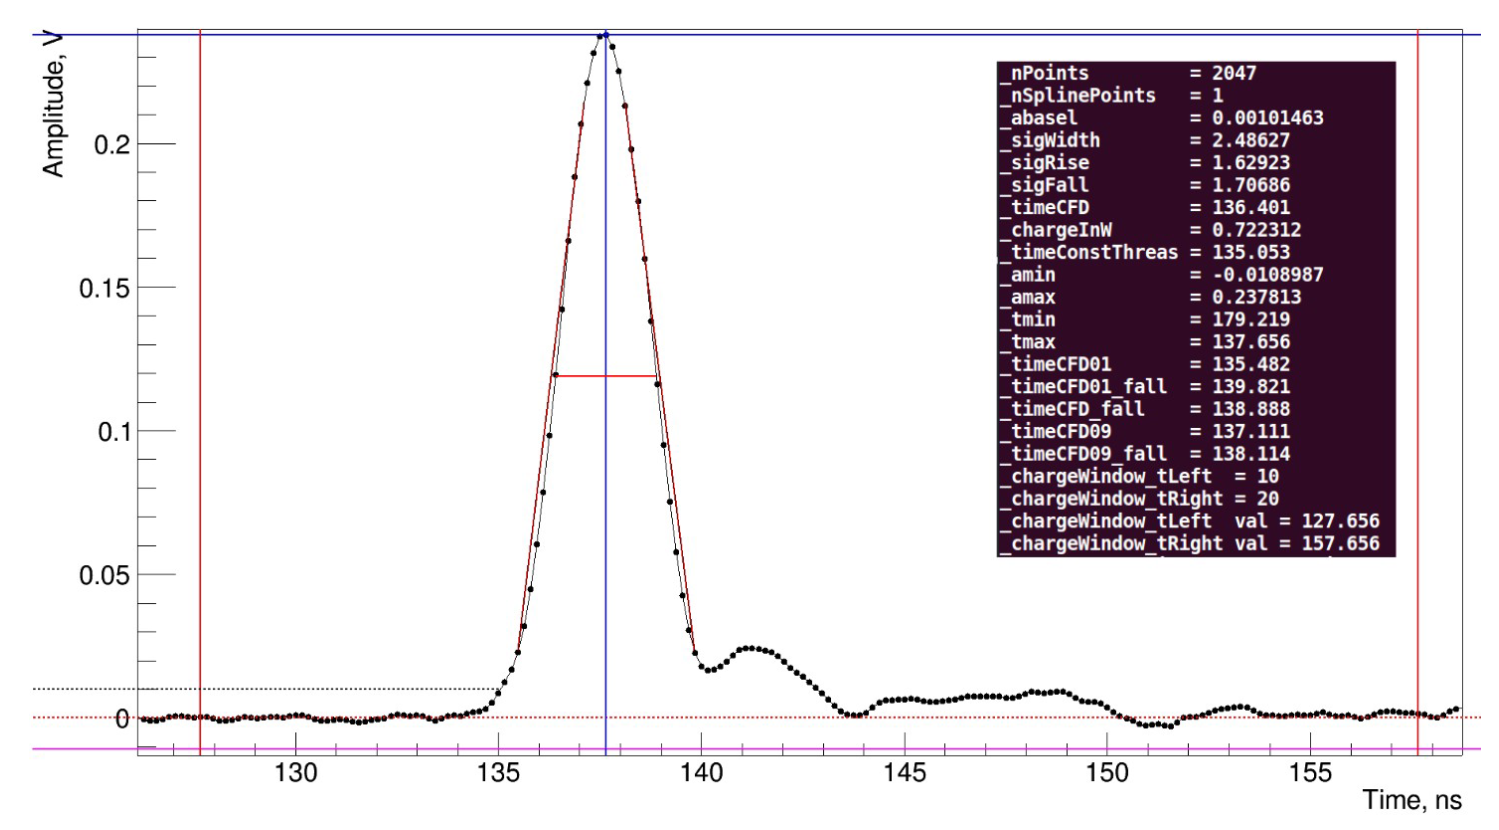 Amplitude, V
0.2
0.15
0.1
0.05
0
130
135
140
145
150
155
Time, ns
_nPoints = 2047
_nSplinePoints = 1
_abasel = 0.00101463
_sigWidth = 2.48627
_sigRise = 1.62923
_sigFall = 1.70686
_timeCFD = 136.401
_chargeInW = 0.722312
_timeConstThreas = 135.053
_amin = -0.0108987
_amax = 0.237813
_tmin = 179.219
_tmax = 137.656
_timeCFD01 = 135.482
_timeCFD01_fall = 139.821
_timeCFD_fall = 138.888
_timeCFD09 = 137.111
_timeCFD09_fall = 138.114
_chargeWindow_tLeft = 10
_chargeWindow_tRight = 20
_chargeWindow_tLeft val = 127.656
_chargeWindow_tRight val = 157.656